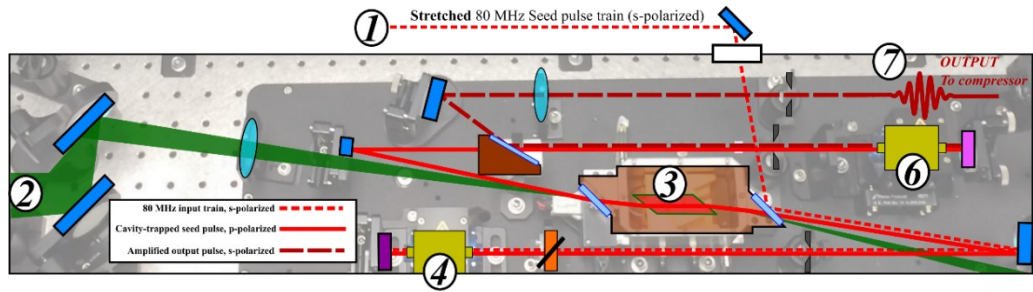 1 Stretched 80 MHz Seed pulse train (s-polarized)
7
OUTPUT
To compressor
6
2
3
80 MHz input train, s-polarized
Cavity-trapped seed pulse, p-polarized
Amplified output pulse, s-polarized
4